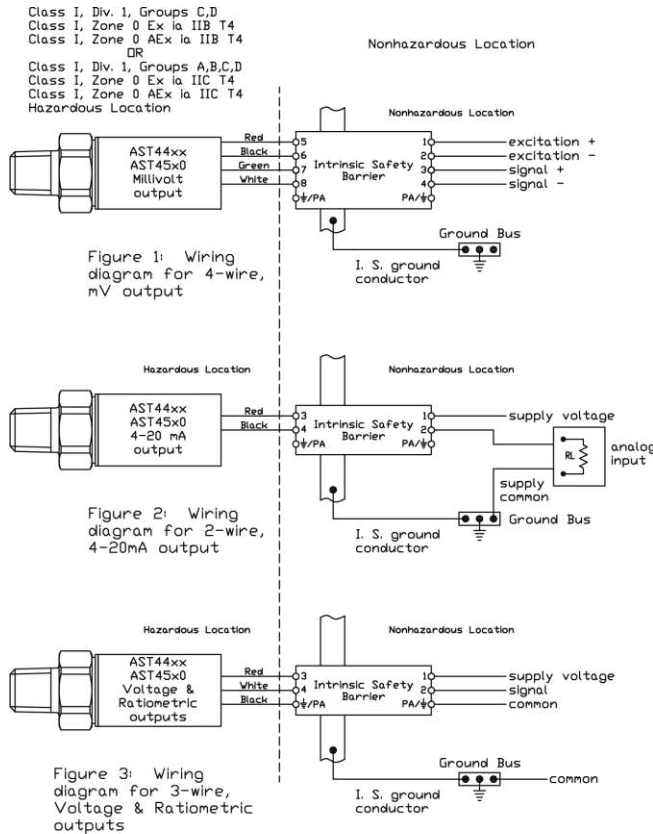 Class I, Div. 1, Groups C,D
Class I, Zone 0 Ex ia IIB T4
Class I, Zone 0 AEx ia IIB T4
OR
Class I, Div. 1, Groups A,B,C,D
Class I, Zone 0 Ex ia IIC T4
Class I, Zone 0 AEx ia IIC T4
Hazardous Location
Nonhazardous Location
Nonhazardous Location
AST44xx
AST45x0
Millivolt
output
Red
Black
Green
White
5
6
7
8
⏚/PA
Intrinsic Safety
Barrier
1
2
3
4
PA/⏚
excitation +
excitation -
signal +
signal -
Ground Bus
I. S. ground
conductor
Figure 1: Wiring
diagram for 4-wire,
mV output
Hazardous Location
Nonhazardous Location
AST44xx
AST45x0
4-20 mA
output
Red
Black
3
4
⏚/PA
Intrinsic Safety
Barrier
1
2
PA/⏚
supply voltage
RL
analog
input
supply
common
Ground Bus
I. S. ground
conductor
Figure 2: Wiring
diagram for 2-wire,
4-20mA output
Hazardous Location
Nonhazardous Location
AST44xx
AST45x0
Voltage &
Ratiometric
outputs
Red
White
Black
3
4
⏚/PA
Intrinsic Safety
Barrier
1
2
PA/⏚
supply voltage
signal
common
Ground Bus
common
I. S. ground
conductor
Figure 3: Wiring
diagram for 3-wire,
Voltage & Ratiometric
outputs